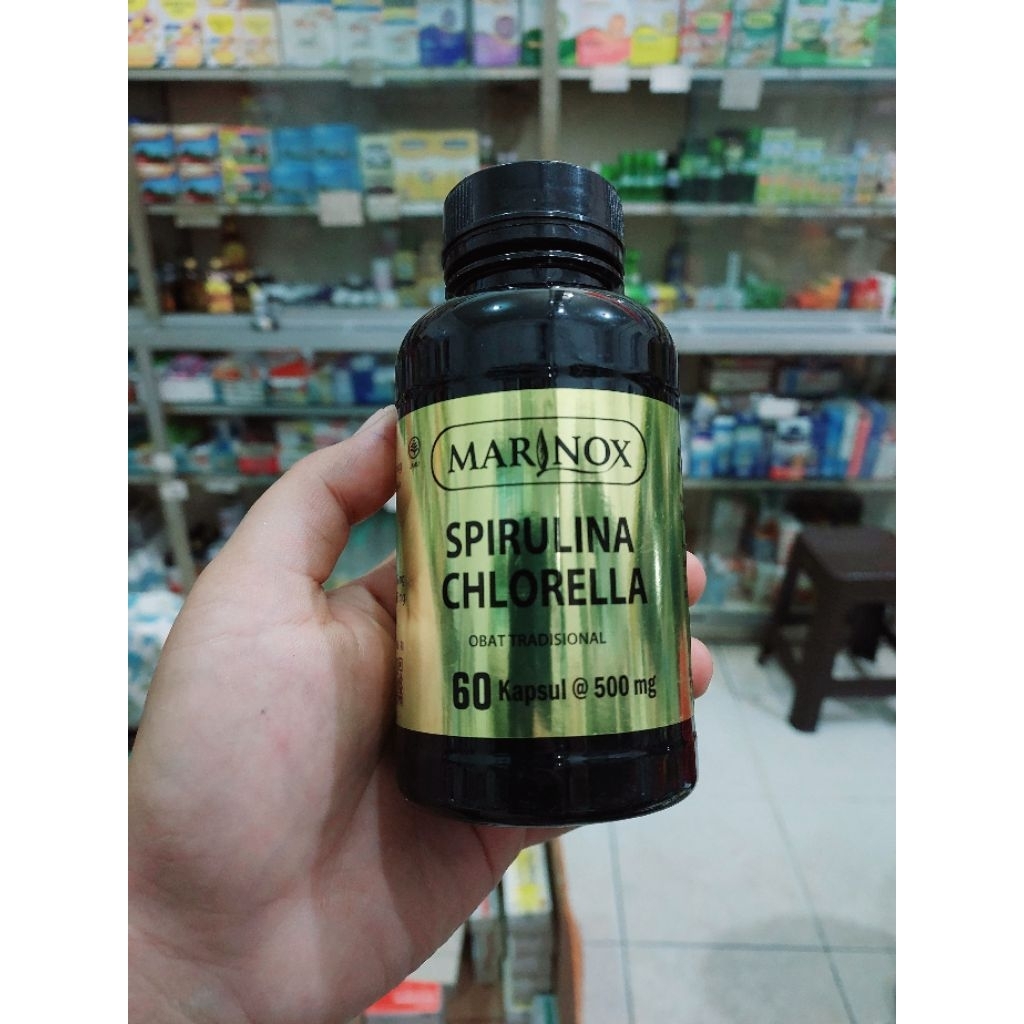 MARINOX
SPIRULINA
CHLORELLA
OBAT TRADISIONAL
60 Kapsul @ 500 mg